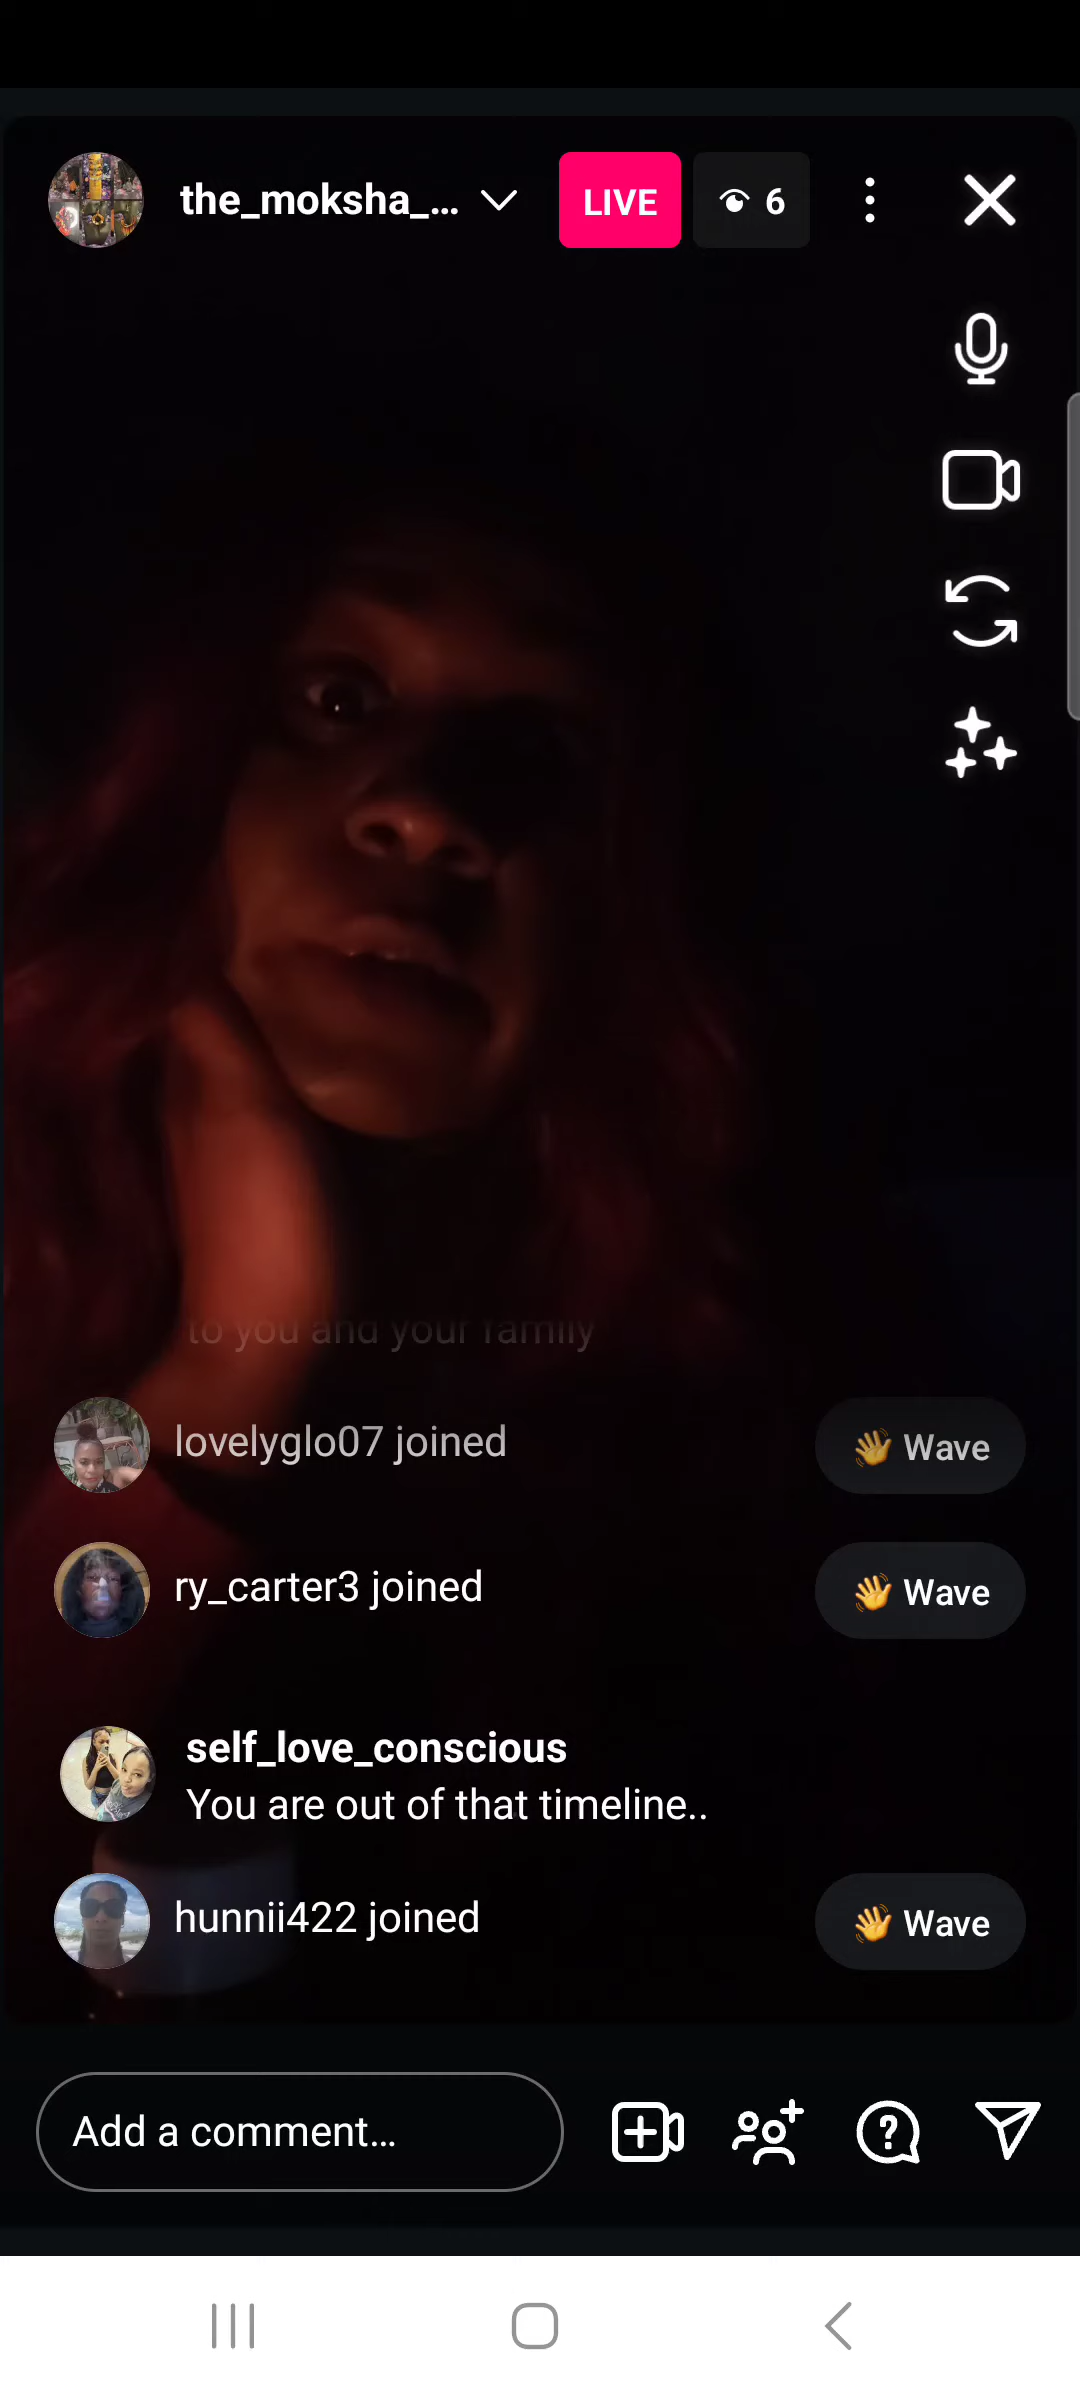 the_moksha_...
LIVE
6
to you and your family
lovelyglo07 joined
Wave
ry_carter3 joined
Wave
self_love_conscious
You are out of that timeline..
hunnii422 joined
Wave
Add a comment...